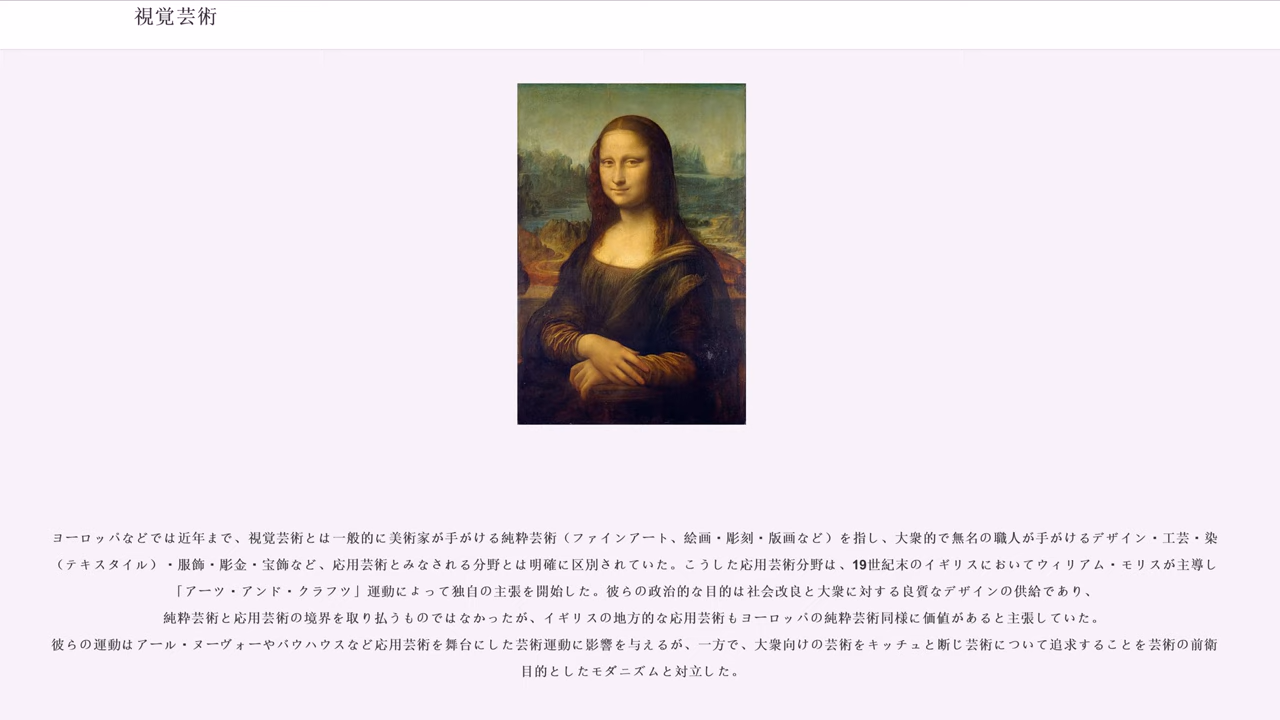 視覚芸術
ヨーロッパなどでは近年まで、視覚芸術とは一般的に美術家が手がける純粋芸術（ファインアート、絵画・彫刻・版画など）を指し、大衆的で無名の職人が手がけるデザイン・工芸・染
（テキスタイル）・服飾・彫金・宝飾など、応用芸術とみなされる分野とは明確に区別されていた。こうした応用芸術分野は、19世紀末のイギリスにおいてウィリアム・モリスが主導し
「アーツ・アンド・クラフツ」運動によって独自の主張を開始した。彼らの政治的な目的は社会改良と大衆に対する良質なデザインの供給であり、
純粋芸術と応用芸術の境界を取り払うものではなかったが、イギリスの地方的な応用芸術もヨーロッパの純粋芸術同様に価値があると主張していた。
彼らの運動はアール・ヌーヴォーやバウハウスなど応用芸術を舞台にした芸術運動に影響を与えるが、一方で、大衆向けの芸術をキッチュと断じ芸術について追求することを芸術の前衛
目的としたモダニズムと対立した。